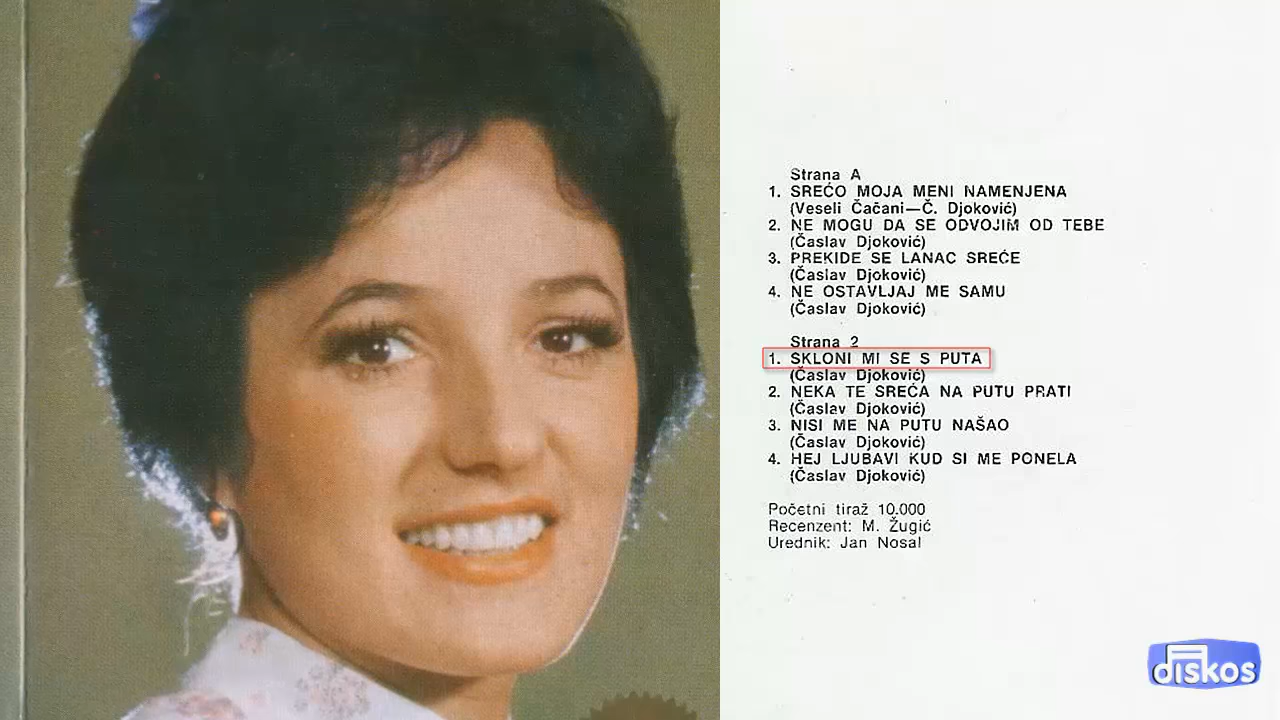 Strana A
1. SREĆO MOJA MENI NAMENJENA
(Veseli Čačani—Č. Djoković)
2. NE MOGU DA SE ODVOJIM OD TEBE
(Časlav Djoković)
3. PREKIDE SE LANAC SREĆE
(Časlav Djoković)
4. NE OSTAVLJAJ ME SAMU
(Časlav Djoković)
Strana 2
1. SKLONI MI SE S PUTA
(Časlav Djoković)
2. NEKA TE SREĆA NA PUTU PRATI
(Časlav Djoković)
3. NISI ME NA PUTU NAŠAO
(Časlav Djoković)
4. HEJ LJUBAVI KUD SI ME PONELA
(Časlav Djoković)
Početni tiraž 10.000
Recenzent: M. Žugić
Urednik: Jan Nosal
diskos